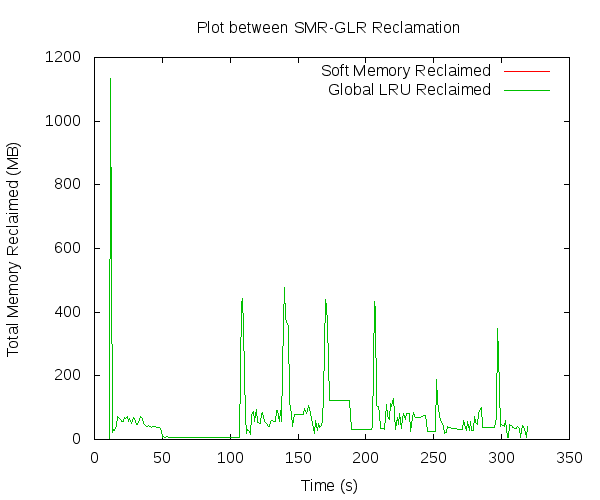 Plot between SMR-GLR Reclamation
1200
1000
800
600
400
200
0
Total Memory Reclaimed (MB)
Soft Memory Reclaimed
Global LRU Reclaimed
0 50 100 150 200 250 300 350
Time (s)